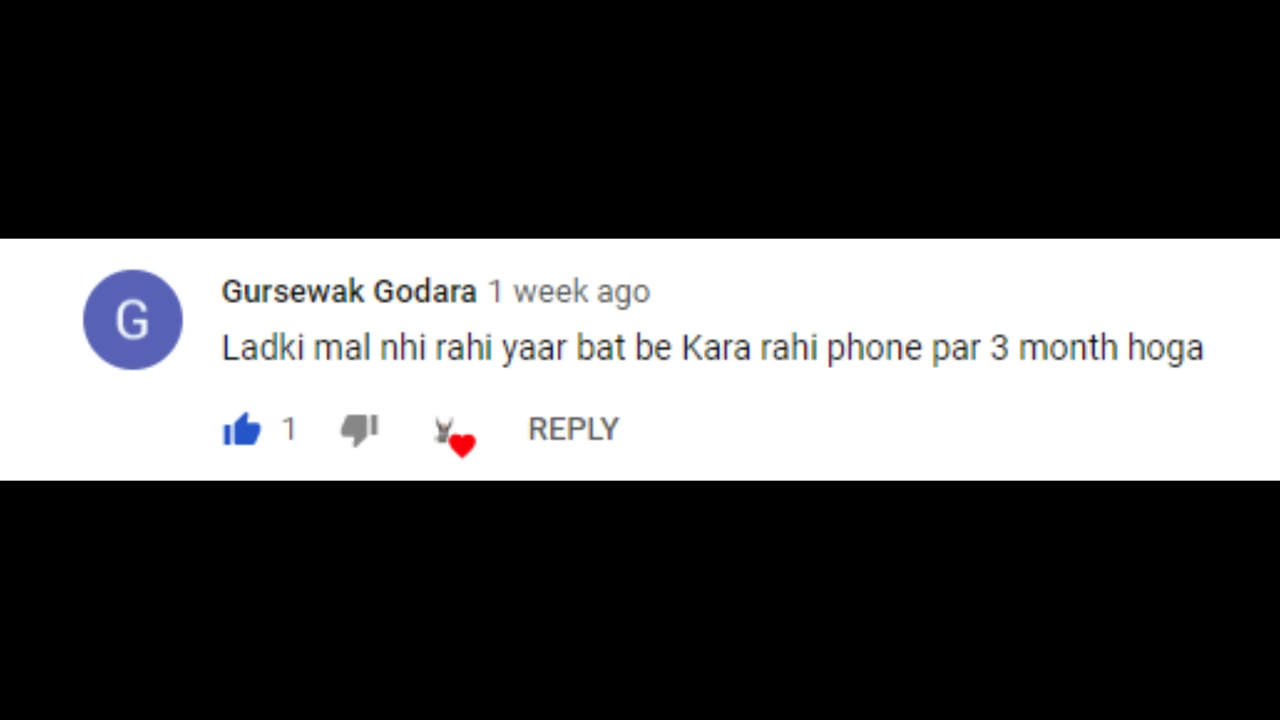 G
Gursewak Godara 1 week ago
Ladki mal nhi rahi yaar bat be Kara rahi phone par 3 month hoga
1 REPLY